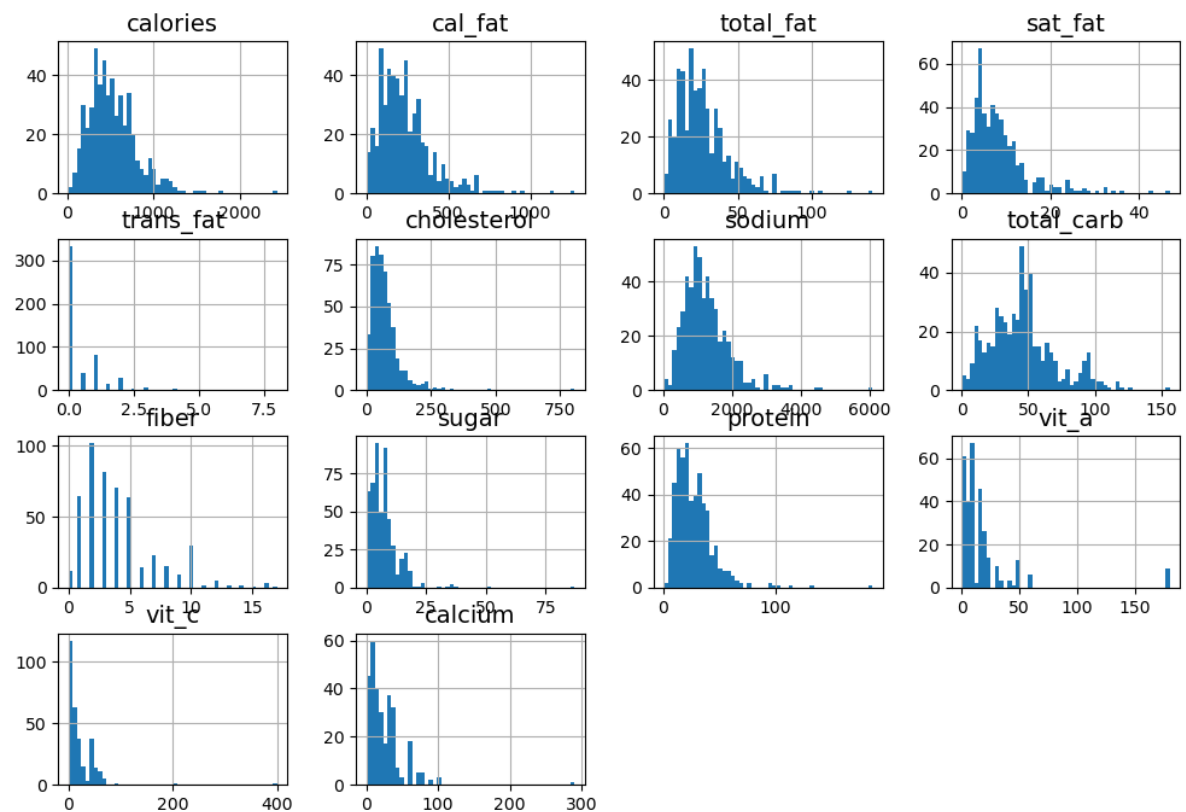 calories cal_fat total_fat sat_fat
40 20 0 0 1000 2000
40 20 0 0 500 1000
40 20 0 0 50 100
60 40 20 0 0 20 40
trans_fat cholesterol sodium total_carb
300 200 100 0 0.0 2.5 5.0 7.5
75 50 25 0 0 250 500 750
40 20 0 0 2000 4000 6000
40 20 0 0 50 100 150
fiber sugar protein vit_a
100 50 0 0 5 10 15
75 50 25 0 0 25 50 75
60 40 20 0 0 100
60 40 20 0 0 50 100 150
vit_c calcium
100 50 0 0 200 400
60 40 20 0 0 100 200 300